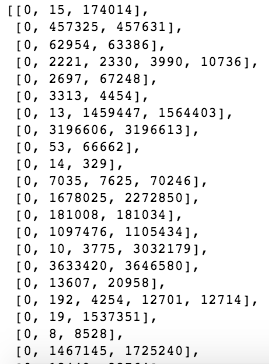 [[0, 15, 174014],
[0, 457325, 457631],
[0, 62954, 63386],
[0, 2221, 2330, 3990, 10736],
[0, 2697, 67248],
[0, 3313, 4454],
[0, 13, 1459447, 1564403],
[0, 3196606, 3196613],
[0, 53, 66662],
[0, 14, 329],
[0, 7035, 7625, 70246],
[0, 1678025, 2272850],
[0, 181008, 181034],
[0, 1097476, 1105434],
[0, 10, 3775, 3032179],
[0, 3633420, 3646580],
[0, 13607, 20958],
[0, 192, 4254, 12701, 12714],
[0, 19, 1537351],
[0, 8, 8528],
[0, 1467145, 1725240],